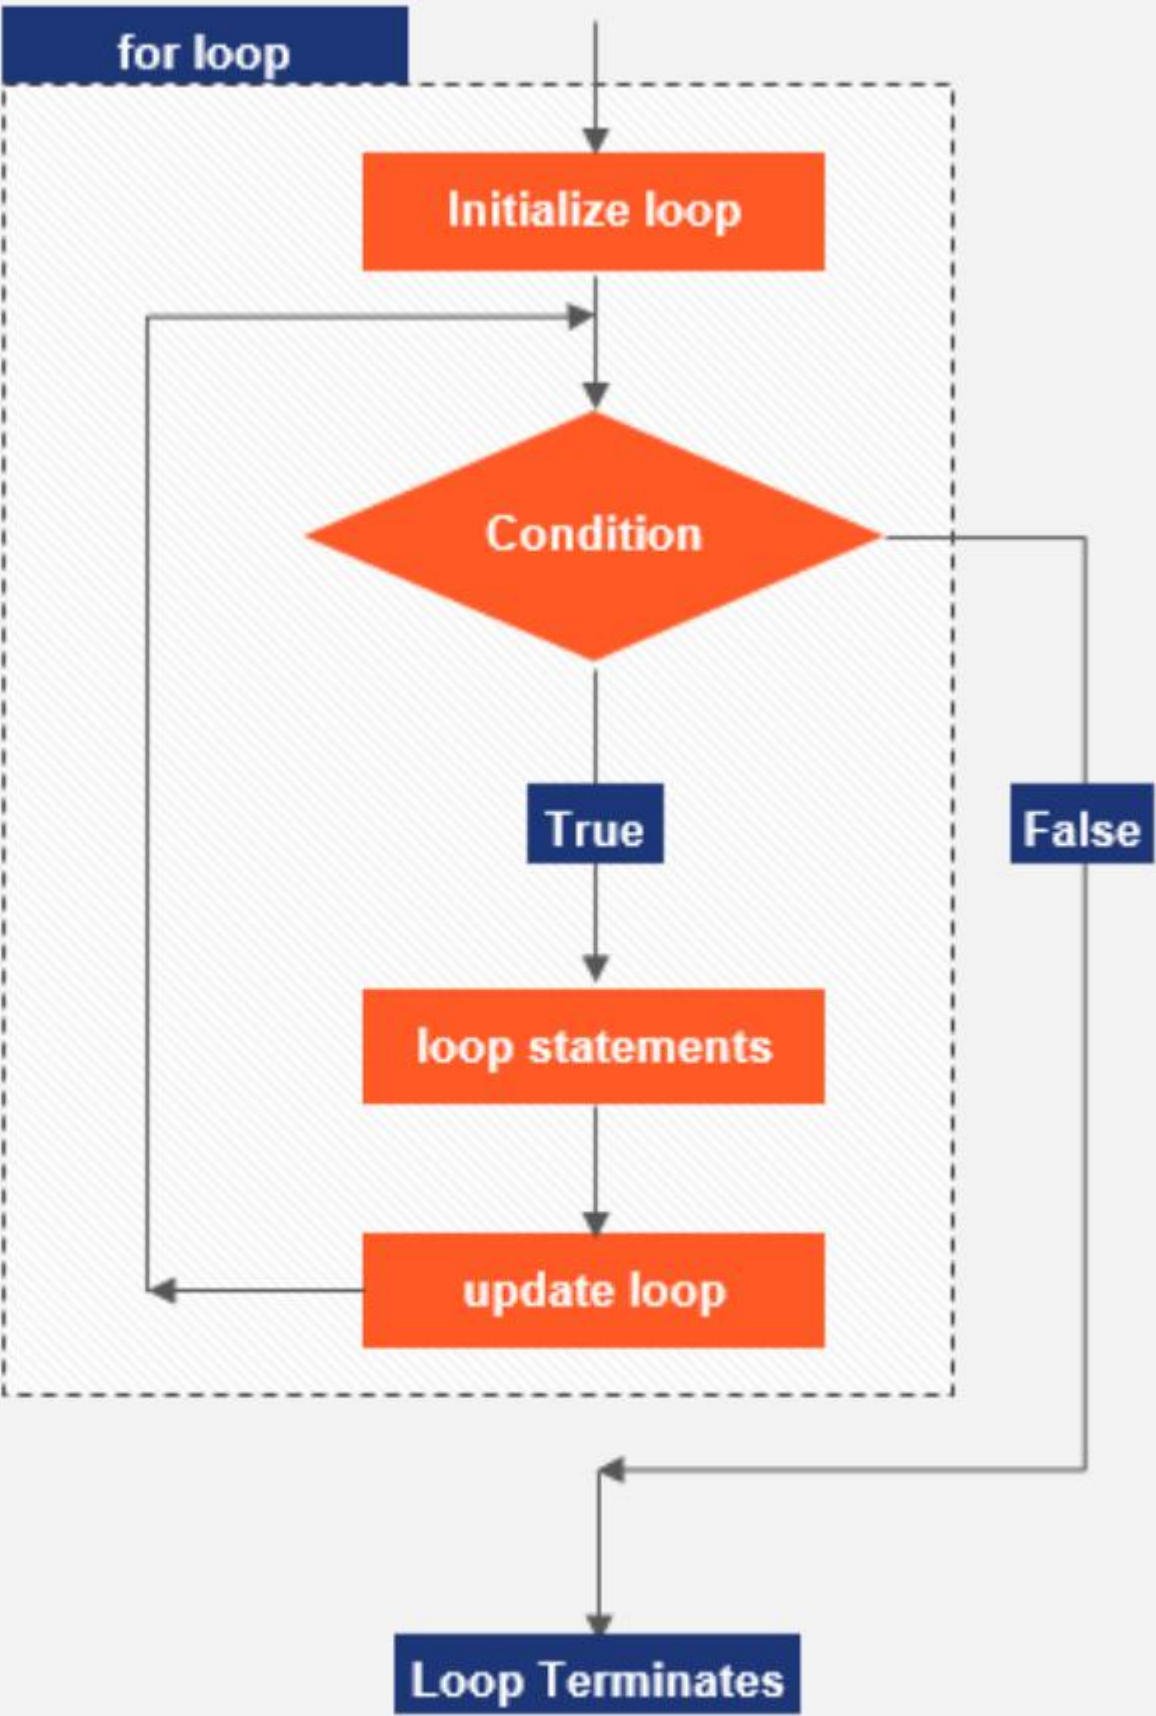 for loop
Initialize loop
Condition
True
False
loop statements
update loop
Loop Terminates